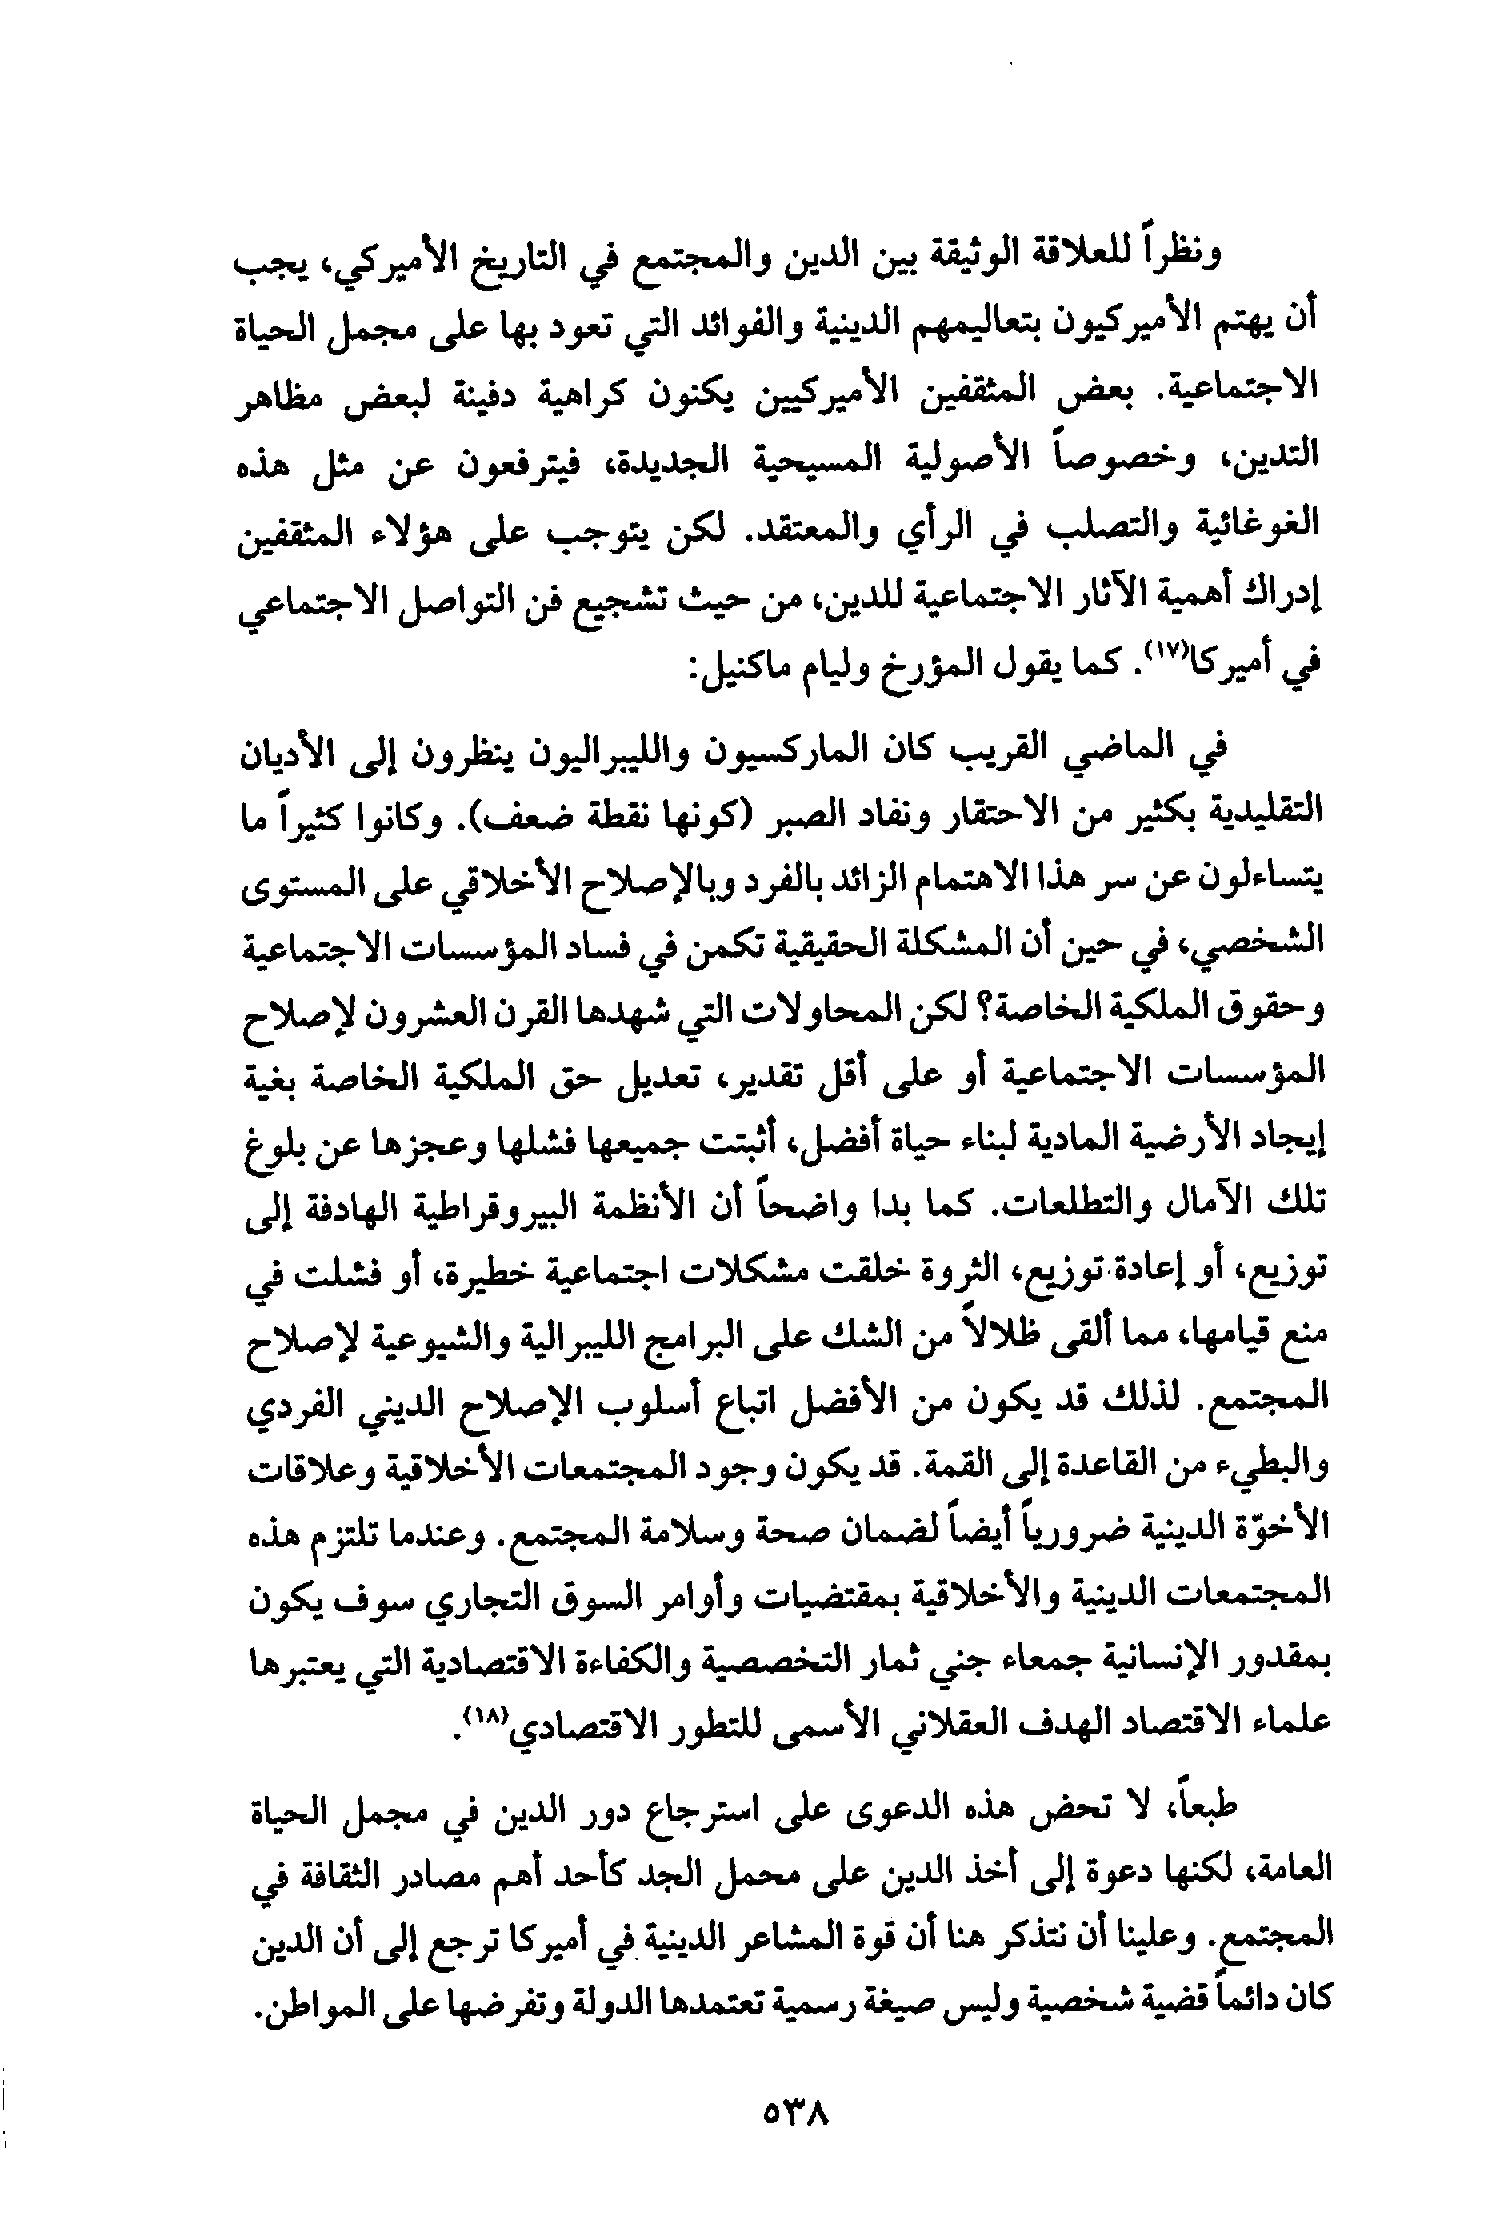 ونظراً للعلاقة الوثيقة بين الدين والمجتمع في التاريخ الأميركي، يجب
أن يهتم الأميركيون بتعاليمهم الدينية والفوائد التي تعود بها على مجمل الحياة
الاجتماعية. بعض المثقفين الأميركيين يكنون كراهية دفينة لبعض مظاهر
التدين، وخصوصاً الأصولية المسيحية الجديدة، فيترفعون عن مثل هذه
الغوغائية والتصلب في الرأي والمعتقد. لكن يتوجب على هؤلاء المثقفين
إدراك أهمية الآثار الاجتماعية للدين، من حيث تشجيع فن التواصل الاجتماعي
في أميركا(١٧). كما يقول المؤرخ وليام ماكنيل:
في الماضي القريب كان الماركسيون والليبراليون ينظرون إلى الأديان
التقليدية بكثير من الاحتقار ونفاد الصبر (كونها نقطة ضعف). وكانوا كثيراً ما
يتساءلون عن سر هذا الاهتمام الزائد بالفرد وبالإصلاح الأخلاقي على المستوى
الشخصي، في حين أن المشكلة الحقيقية تكمن في فساد المؤسسات الاجتماعية
وحقوق الملكية الخاصة؟ لكن المحاولات التي شهدها القرن العشرون لإصلاح
المؤسسات الاجتماعية أو على أقل تقدير، تعديل حق الملكية الخاصة بغية
إيجاد الأرضية المادية لبناء حياة أفضل، أثبتت جميعها فشلها وعجزها عن بلوغ
تلك الآمال والتطلعات. كما بدا واضحاً أن الأنظمة البيروقراطية الهادفة إلى
توزيع، أو إعادة توزيع، الثروة خلقت مشكلات اجتماعية خطيرة، أو فشلت في
منع قيامها، مما ألقى ظلالاً من الشك على البرامج الليبرالية والشيوعية لإصلاح
المجتمع. لذلك قد يكون من الأفضل اتباع أسلوب الإصلاح الديني الفردي
والبطيء من القاعدة إلى القمة. قد يكون وجود المجتمعات الأخلاقية وعلاقات
الأخوّة الدينية ضرورياً أيضاً لضمان صحة وسلامة المجتمع. وعندما تلتزم هذه
المجتمعات الدينية والأخلاقية بمقتضيات وأوامر السوق التجاري سوف يكون
بمقدور الإنسانية جمعاء جني ثمار التخصصية والكفاءة الاقتصادية التي يعتبرها
علماء الاقتصاد الهدف العقلاني الأسمى للتطور الاقتصادي(١٨).
طبعاً، لا تحض هذه الدعوى على استرجاع دور الدين في مجمل الحياة
العامة، لكنها دعوة إلى أخذ الدين على محمل الجد كأحد أهم مصادر الثقافة في
المجتمع. وعلينا أن نتذكر هنا أن قوة المشاعر الدينية في أميركا ترجع إلى أن الدين
كان دائماً قضية شخصية وليس صيغة رسمية تعتمدها الدولة وتفرضها على المواطن.
٥٣٨